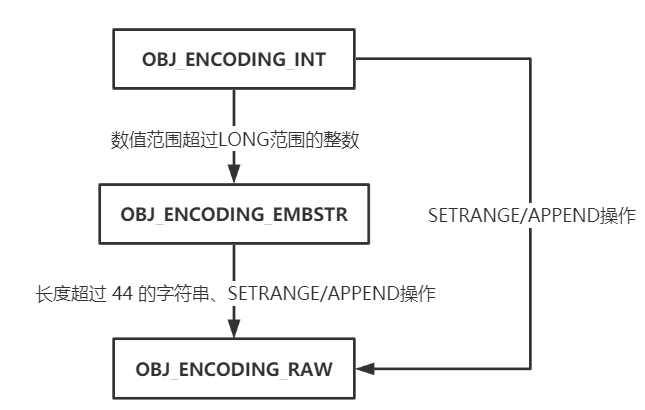 OBJ_ENCODING_INT
数值范围超过LONG范围的整数
OBJ_ENCODING_EMBSTR
SETRANGE/APPEND操作
长度超过 44 的字符串、SETRANGE/APPEND操作
OBJ_ENCODING_RAW